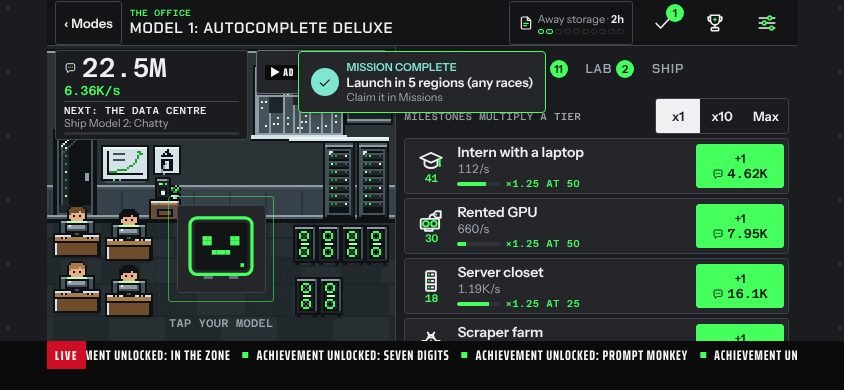 ‹ Modes
THE OFFICE
MODEL 1: AUTOCOMPLETE DELUXE
Away storage · 2h
1
22.5M
6.36K/s
NEXT: THE DATA CENTRE
Ship Model 2: Chatty
AD
MISSION COMPLETE
Launch in 5 regions (any races)
Claim it in Missions
11
LAB 2
SHIP
MILESTONES MULTIPLY A TIER
x1
x10
Max
Intern with a laptop
112/s
41
×1.25 AT 50
+1
4.62K
Rented GPU
660/s
30
×1.25 AT 50
+1
7.95K
Server closet
1.19K/s
18
×1.25 AT 25
+1
16.1K
Scraper farm
+1
TAP YOUR MODEL
LIVE
MENT UNLOCKED: IN THE ZONE ▪ ACHIEVEMENT UNLOCKED: SEVEN DIGITS ▪ ACHIEVEMENT UNLOCKED: PROMPT MONKEY ▪ ACHIEVEMENT UN